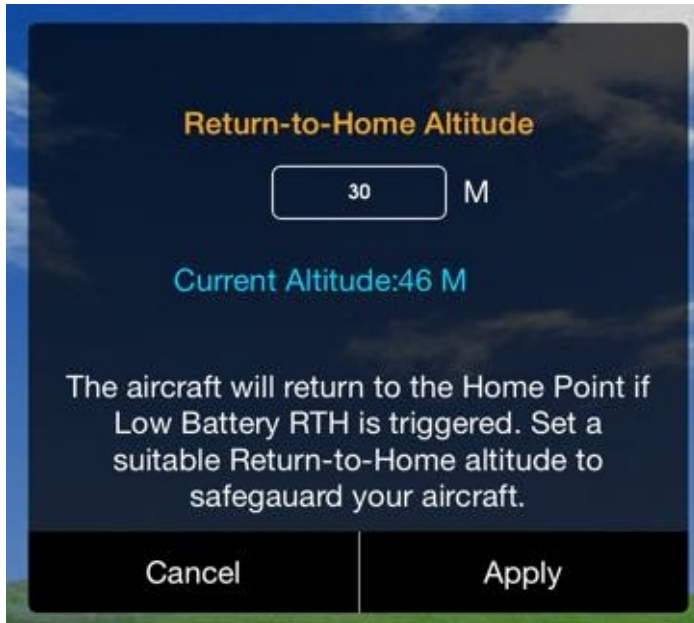 Return-to-Home Altitude
30 M
Current Altitude:46 M
The aircraft will return to the Home Point if
Low Battery RTH is triggered. Set a
suitable Return-to-Home altitude to
safegauard your aircraft.
Cancel Apply